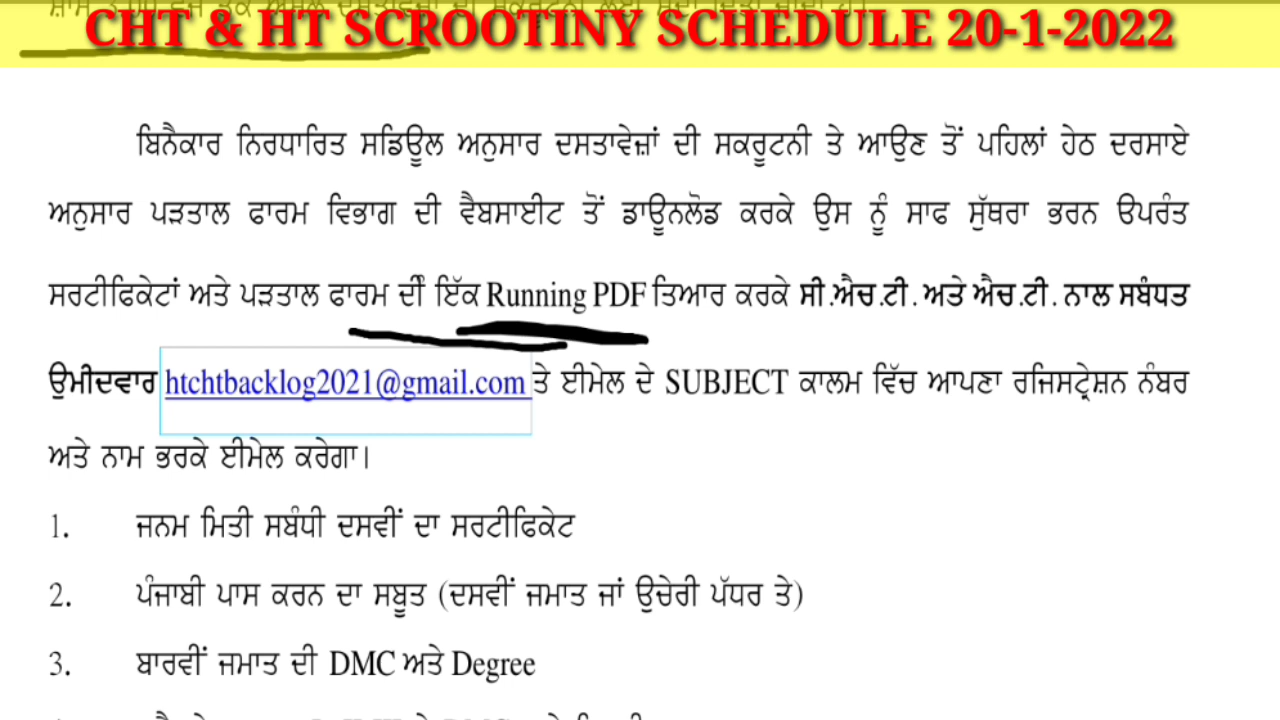 CHT & HT SCROOTINY SCHEDULE 20-1-2022
ਬਿਨੈਕਾਰ ਨਿਰਧਾਰਿਤ ਸਡਿਊਲ ਅਨੁਸਾਰ ਦਸਤਾਵੇਜ਼ਾਂ ਦੀ ਸਕਰੂਟਨੀ ਤੇ ਆਉਣ ਤੋਂ ਪਹਿਲਾਂ ਹੇਠ ਦਰਸਾਏ
ਅਨੁਸਾਰ ਪੜਤਾਲ ਫਾਰਮ ਵਿਭਾਗ ਦੀ ਵੈਬਸਾਈਟ ਤੋਂ ਡਾਊਨਲੋਡ ਕਰਕੇ ਉਸ ਨੂੰ ਸਾਫ ਸੁੱਥਰਾ ਭਰਨ ਉਪਰੰਤ
ਸਰਟੀਫਿਕੇਟਾਂ ਅਤੇ ਪੜਤਾਲ ਫਾਰਮ ਦੀ ਇੱਕ Running PDF ਤਿਆਰ ਕਰਕੇ ਸੀ.ਐਚ.ਟੀ. ਅਤੇ ਐਚ.ਟੀ. ਨਾਲ ਸਬੰਧਤ
ਉਮੀਦਵਾਰ htchtbacklog2021@gmail.com ਤੇ ਈਮੇਲ ਦੇ SUBJECT ਕਾਲਮ ਵਿੱਚ ਆਪਣਾ ਰਜਿਸਟ੍ਰੇਸ਼ਨ ਨੰਬਰ
ਅਤੇ ਨਾਮ ਭਰਕੇ ਈਮੇਲ ਕਰੇਗਾ।
1. ਜਨਮ ਮਿਤੀ ਸਬੰਧੀ ਦਸਵੀਂ ਦਾ ਸਰਟੀਫਿਕੇਟ
2. ਪੰਜਾਬੀ ਪਾਸ ਕਰਨ ਦਾ ਸਬੂਤ (ਦਸਵੀਂ ਜਮਾਤ ਜਾਂ ਉਚੇਰੀ ਪੱਧਰ ਤੇ)
3. ਬਾਰਵੀਂ ਜਮਾਤ ਦੀ DMC ਅਤੇ Degree